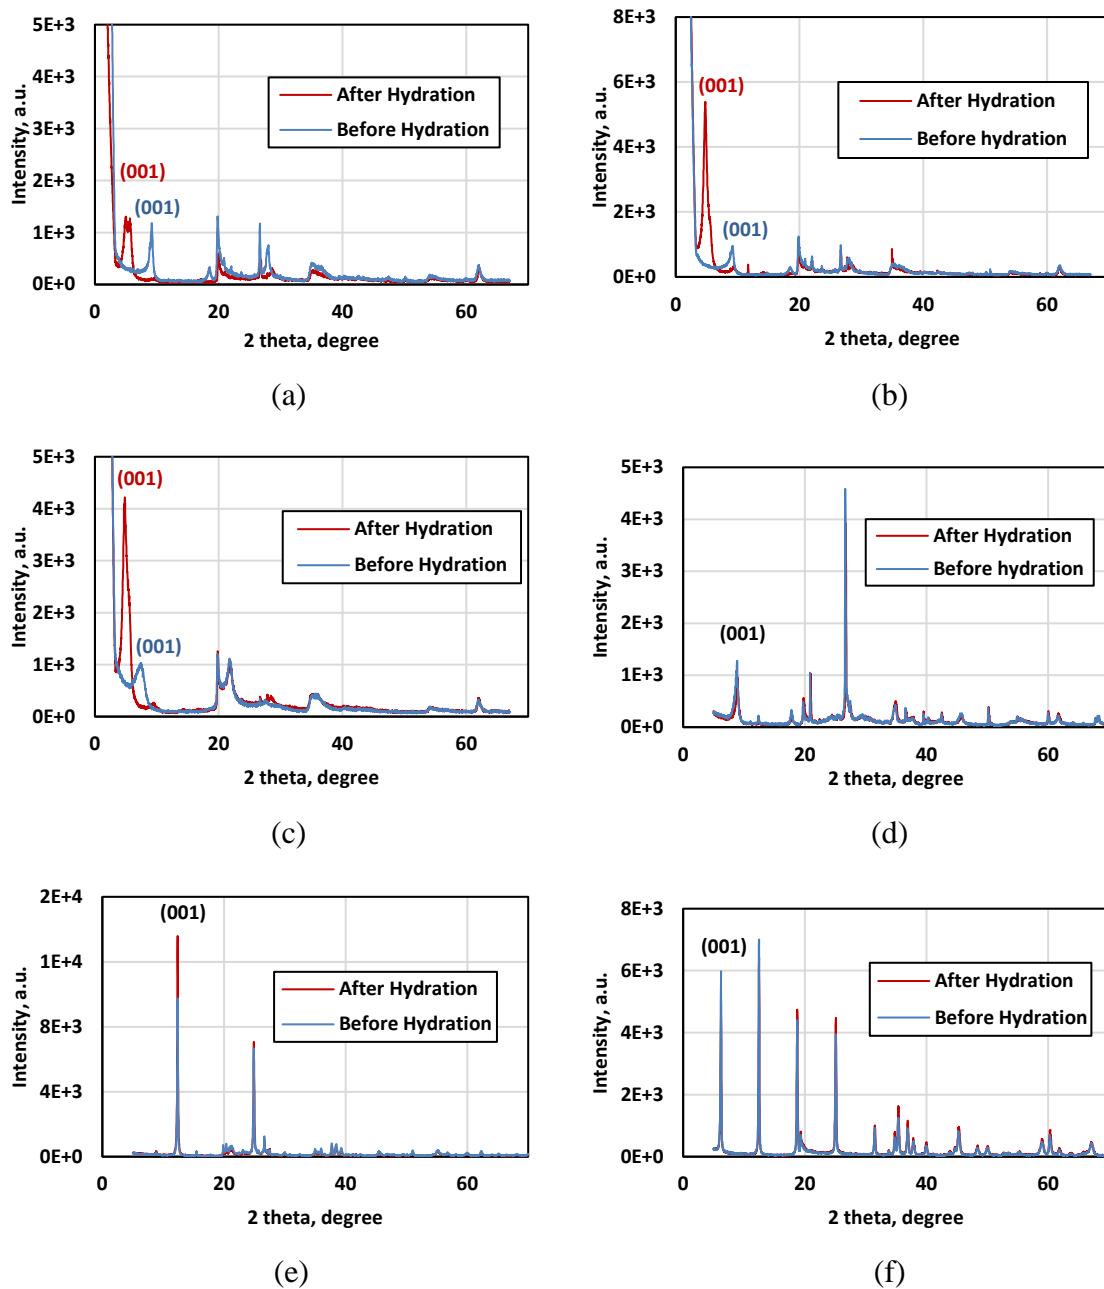 5E+3
4E+3
3E+3
2E+3
1E+3
0E+0
Intensity, a.u.
After Hydration
Before Hydration
(001)
(001)
0
20
40
60
2 theta, degree
(a)
8E+3
6E+3
4E+3
2E+3
0E+0
Intensity, a.u.
(001)
After Hydration
Before hydration
(001)
0
20
40
60
2 theta, degree
(b)
5E+3
4E+3
3E+3
2E+3
1E+3
0E+0
Intensity, a.u.
(001)
After Hydration
Before Hydration
(001)
0
20
40
60
2 theta, degree
(c)
5E+3
4E+3
3E+3
2E+3
1E+3
0E+0
Intensity, a.u.
After Hydration
Before hydration
(001)
0
20
40
60
2 theta, degree
(d)
2E+4
1E+4
8E+3
4E+3
0E+0
Intensity, a.u.
(001)
After Hydration
Before Hydration
0
20
40
60
2 theta, degree
(e)
8E+3
6E+3
4E+3
2E+3
0E+0
Intensity, a.u.
(001)
After Hydration
Before Hydration
0
20
40
60
2 theta, degree
(f)